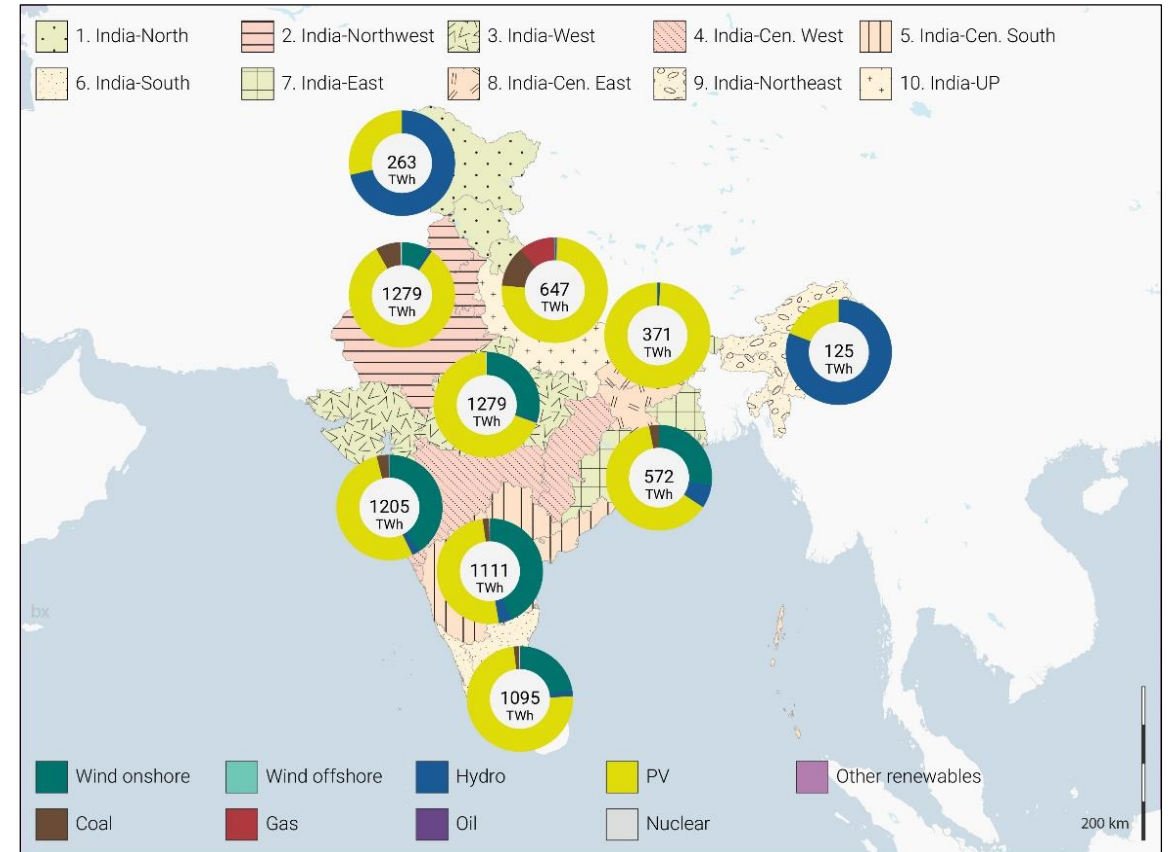 1. India-North 2. India-Northwest 3. India-West 4. India-Cen. West 5. India-Cen. South
6. India-South 7. India-East 8. India-Cen. East 9. India-Northeast 10. India-UP
263
TWh
1279
TWh
647
TWh
371
TWh
125
TWh
1279
TWh
572
TWh
1205
TWh
1111
TWh
1095
TWh
bx
Wind onshore Wind offshore Hydro PV Other renewables
Coal Gas Oil Nuclear
200 km